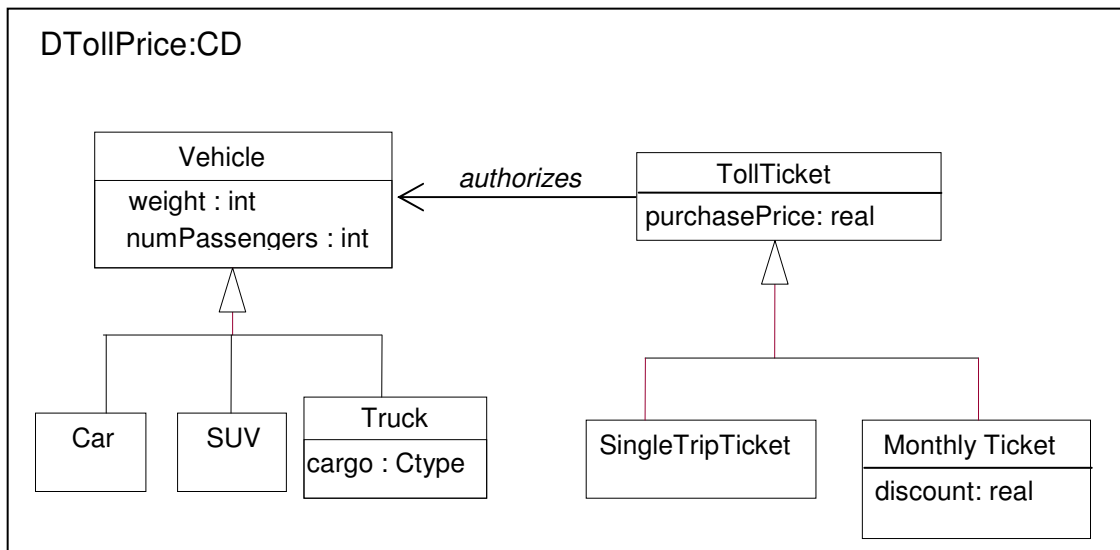 DTollPrice:CD
Vehicle
weight : int
numPassengers : int
authorizes
TollTicket
purchasePrice: real
Car
SUV
Truck
cargo : Ctype
SingleTripTicket
Monthly Ticket
discount: real